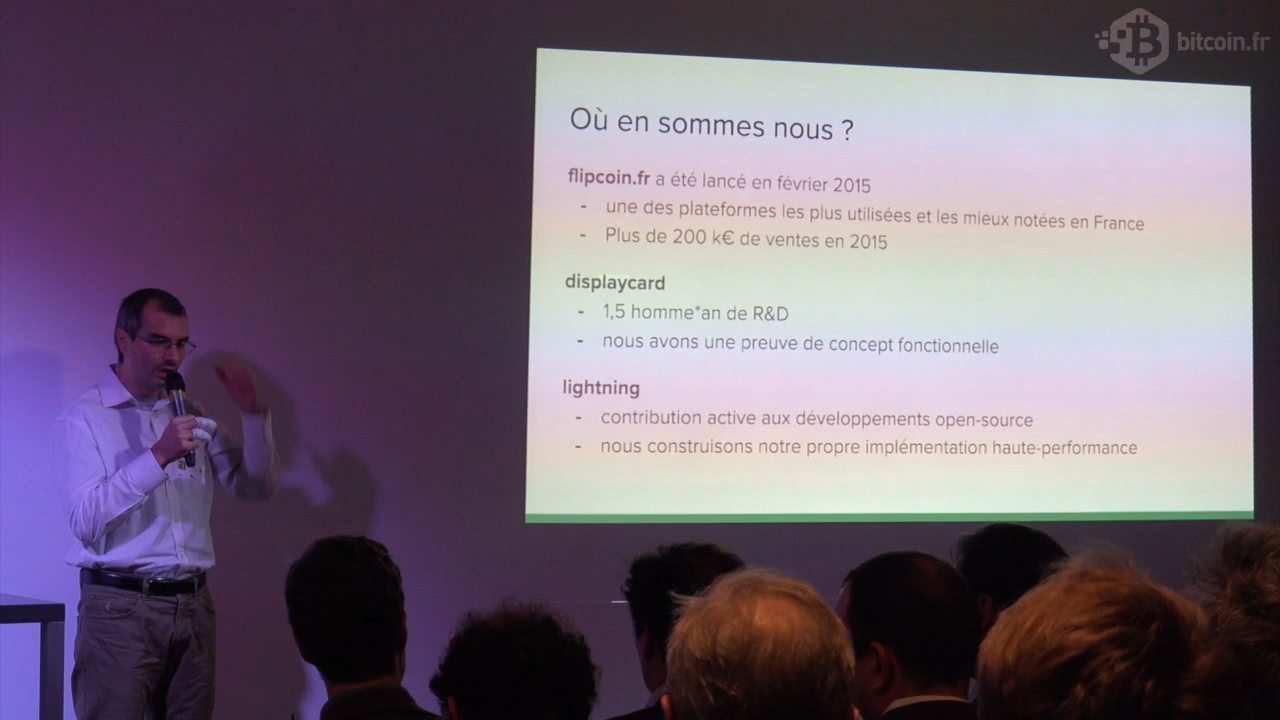 bitcoin.fr
Où en sommes nous ?
flipcoin.fr a été lancé en février 2015
- une des plateformes les plus utilisées et les mieux notées en France
- Plus de 200 k€ de ventes en 2015
displaycard
- 1,5 homme*an de R&D
- nous avons une preuve de concept fonctionnelle
lightning
- contribution active aux développements open-source
- nous construisons notre propre implémentation haute-performance